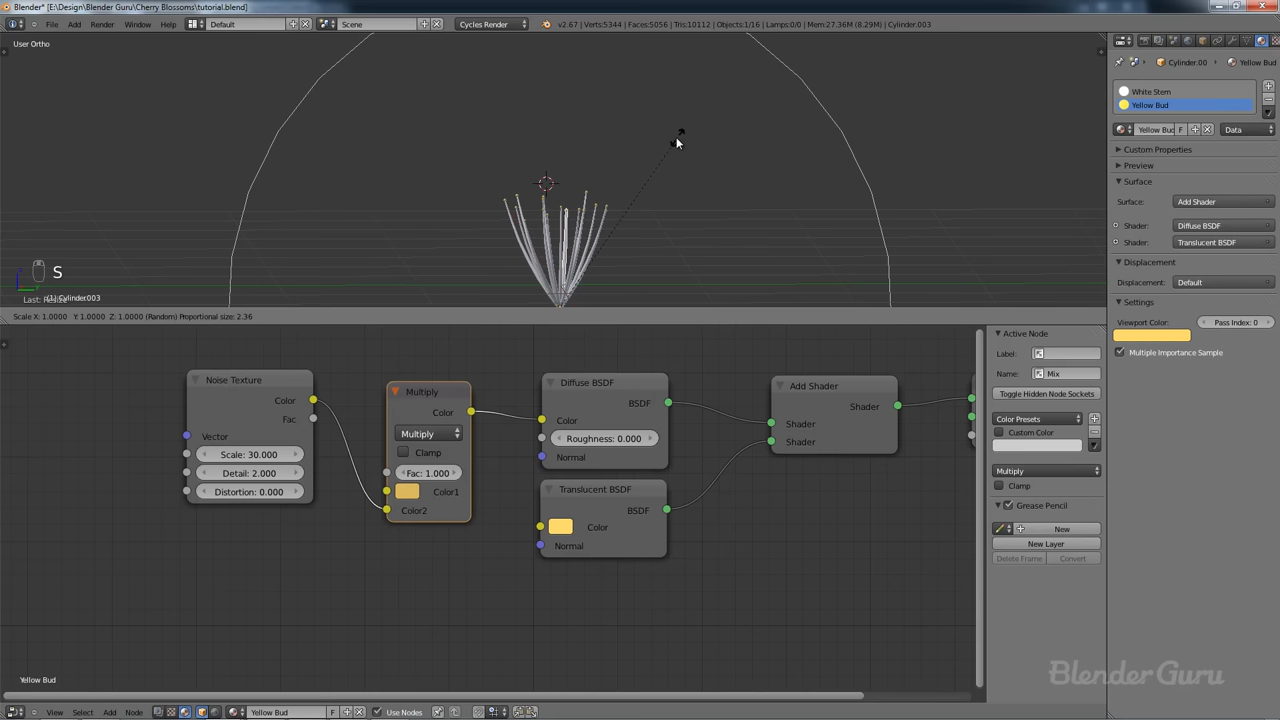 Blender* [E:\Design\Blender Guru\Cherry Blossoms\tutorial.blend]
File Add Render Window Help Default Scene Cycles Render v2.67 | Verts:5344 | Faces:5056 | Tris:10112 | Objects:1/16 | Lamps:0/0 | Mem:27.36M (8.29M) | Cylinder.003
User Ortho
Cylinder.00 Yellow Bud
White Stem
Yellow Bud
Yellow Bud F Data
Custom Properties
Preview
Surface
Surface: Add Shader
Shader: Diffuse BSDF
Shader: Translucent BSDF
Displacement
Displacement: Default
Settings
Viewport Color: Pass Index: 0
Multiple Importance Sample
S
(1) Cylinder.003
Scale X: 1.0000 Y: 1.0000 Z: 1.0000 (Random) Proportional size: 2.36
Noise Texture
Color
Fac
Vector
Scale: 30.000
Detail: 2.000
Distortion: 0.000
Multiply
Color
Multiply
Clamp
Fac: 1.000
Color1
Color2
Diffuse BSDF
BSDF
Color
Roughness: 0.000
Normal
Translucent BSDF
BSDF
Color
Normal
Add Shader
Shader
Shader
Shader
Active Node
Label:
Name: Mix
Toggle Hidden Node Sockets
Color Presets
Custom Color
Multiply
Clamp
Grease Pencil
New
New Layer
Delete Frame Convert
Yellow Bud
BlenderGuru
View Select Add Node Yellow Bud F Use Nodes